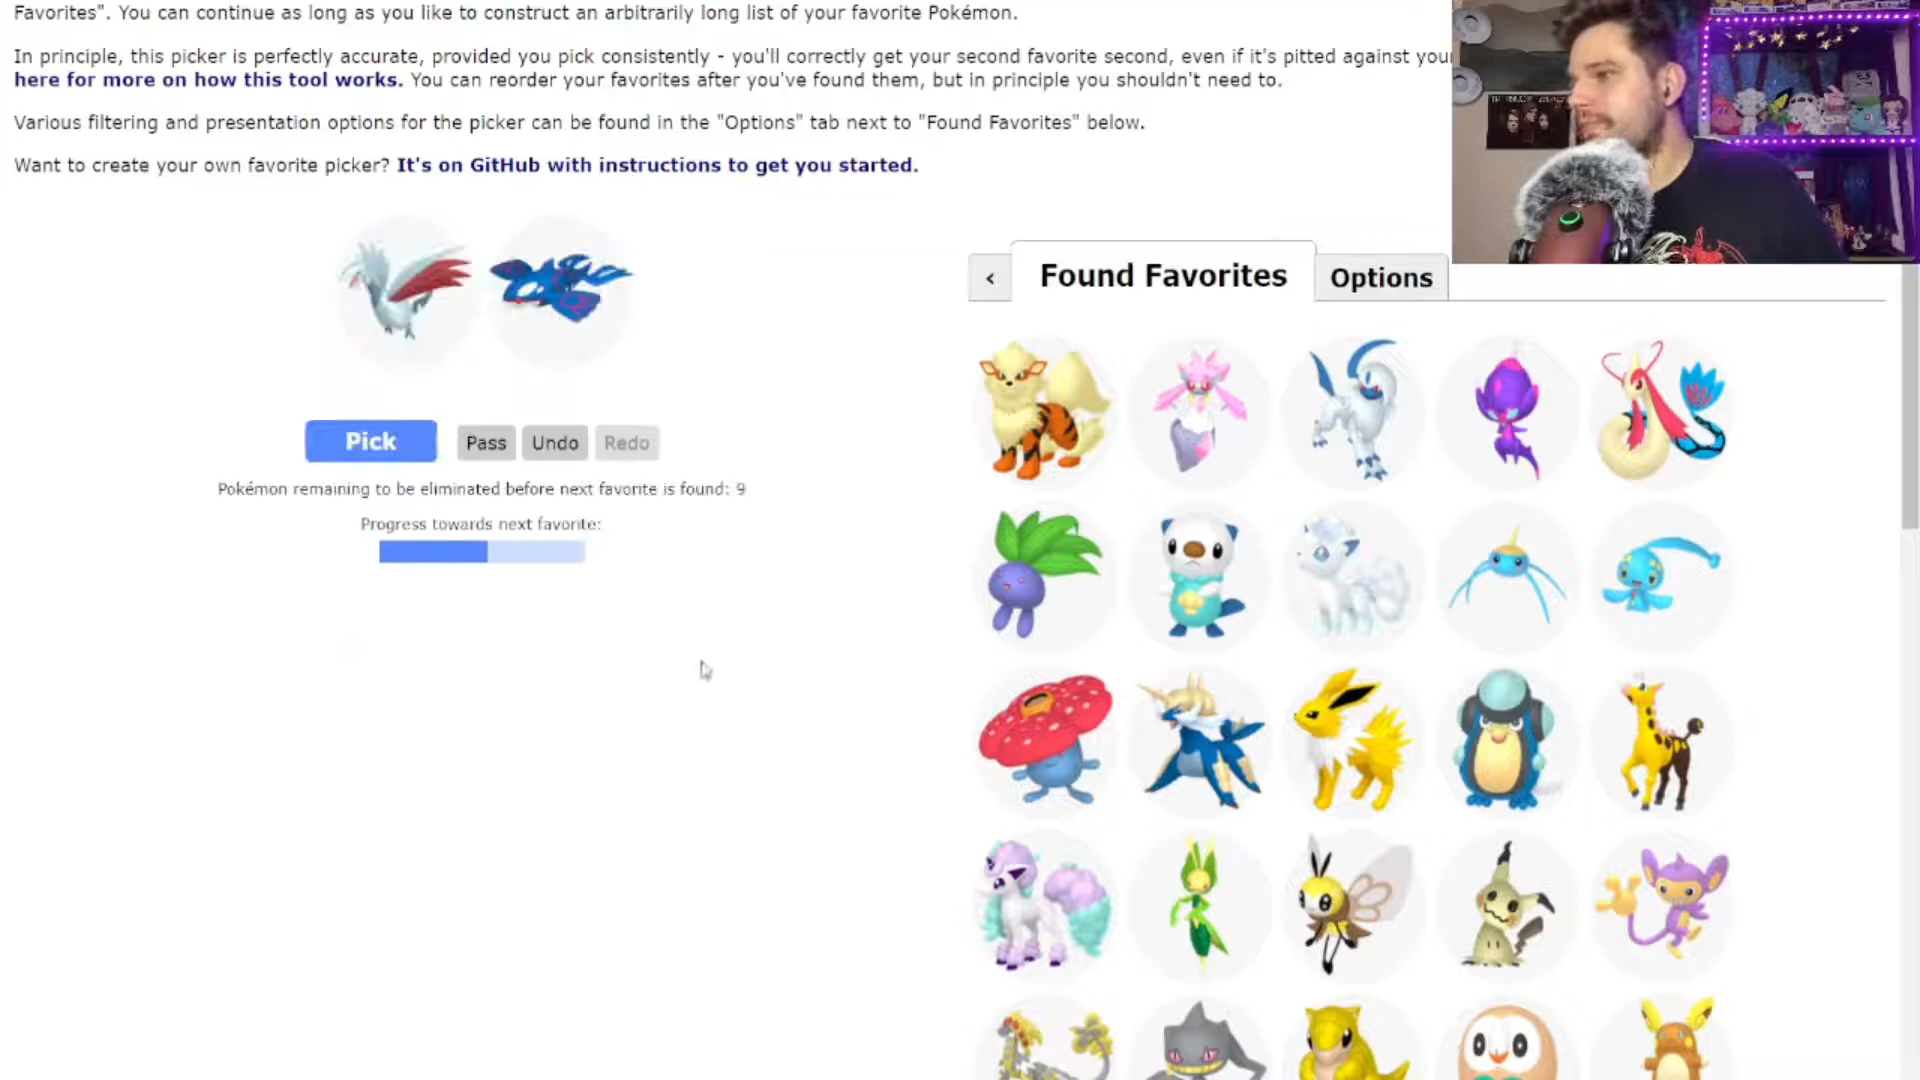 Favorites". You can continue as long as you like to construct an arbitrarily long list of your favorite Pokémon.
In principle, this picker is perfectly accurate, provided you pick consistently - you'll correctly get your second favorite second, even if it's pitted against your
here for more on how this tool works. You can reorder your favorites after you've found them, but in principle you shouldn't need to.
Various filtering and presentation options for the picker can be found in the "Options" tab next to "Found Favorites" below.
Want to create your own favorite picker? It's on GitHub with instructions to get you started.
< Found Favorites Options
Pick Pass Undo Redo
Pokémon remaining to be eliminated before next favorite is found: 9
Progress towards next favorite: